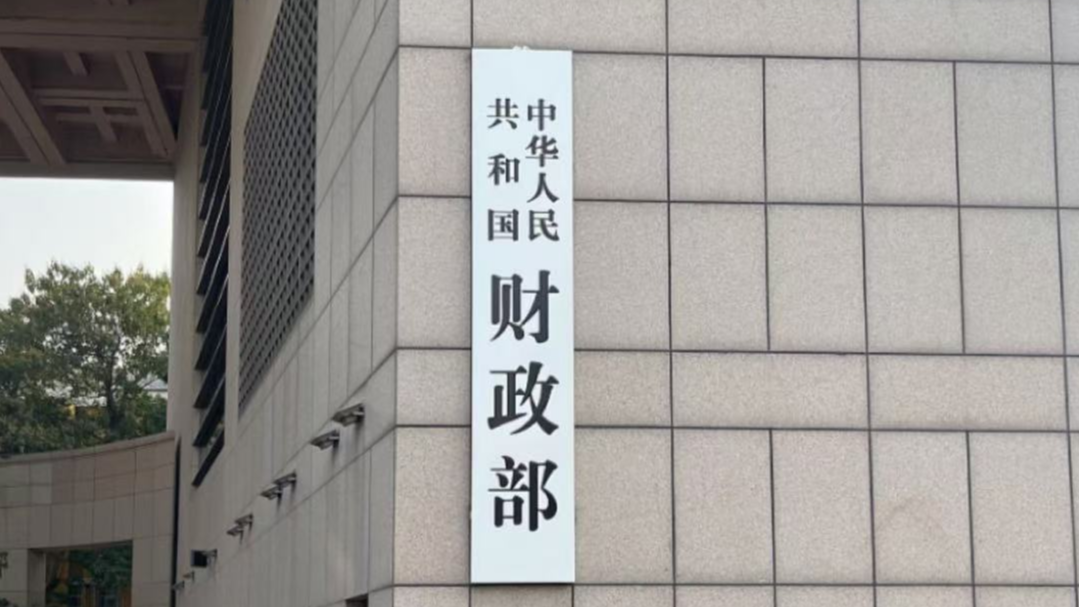 中华人民
共和国
财政部